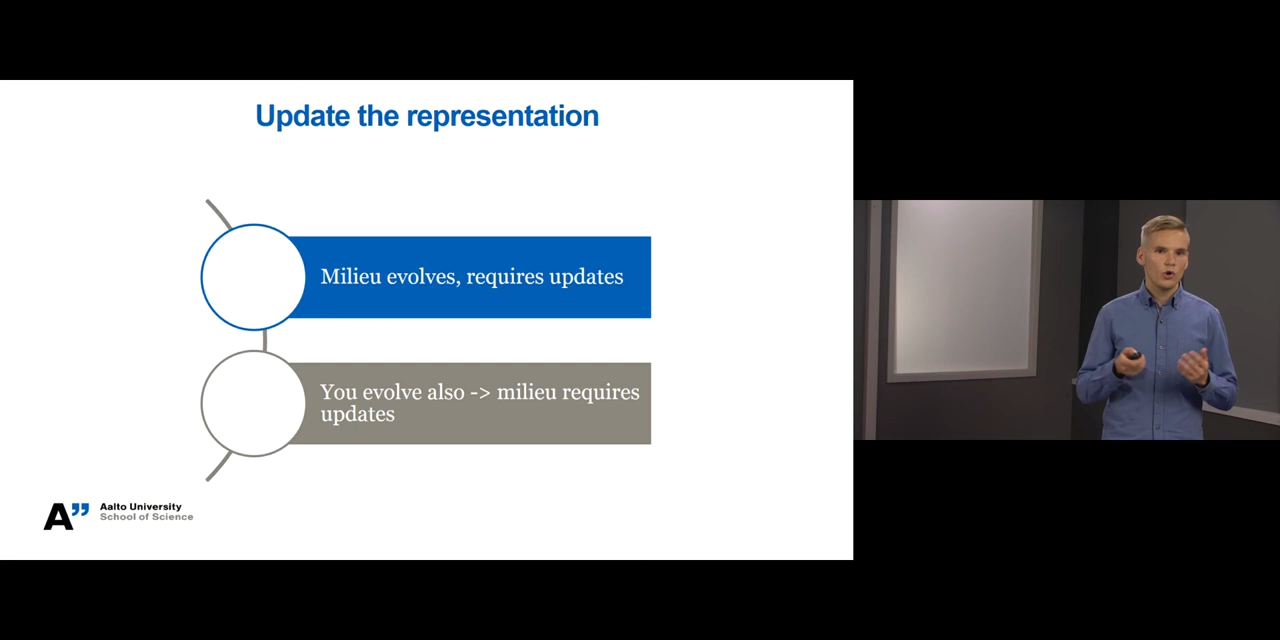 Update the representation
Milieu evolves, requires updates
You evolve also -> milieu requires
updates
A”
Aalto University
School of Science